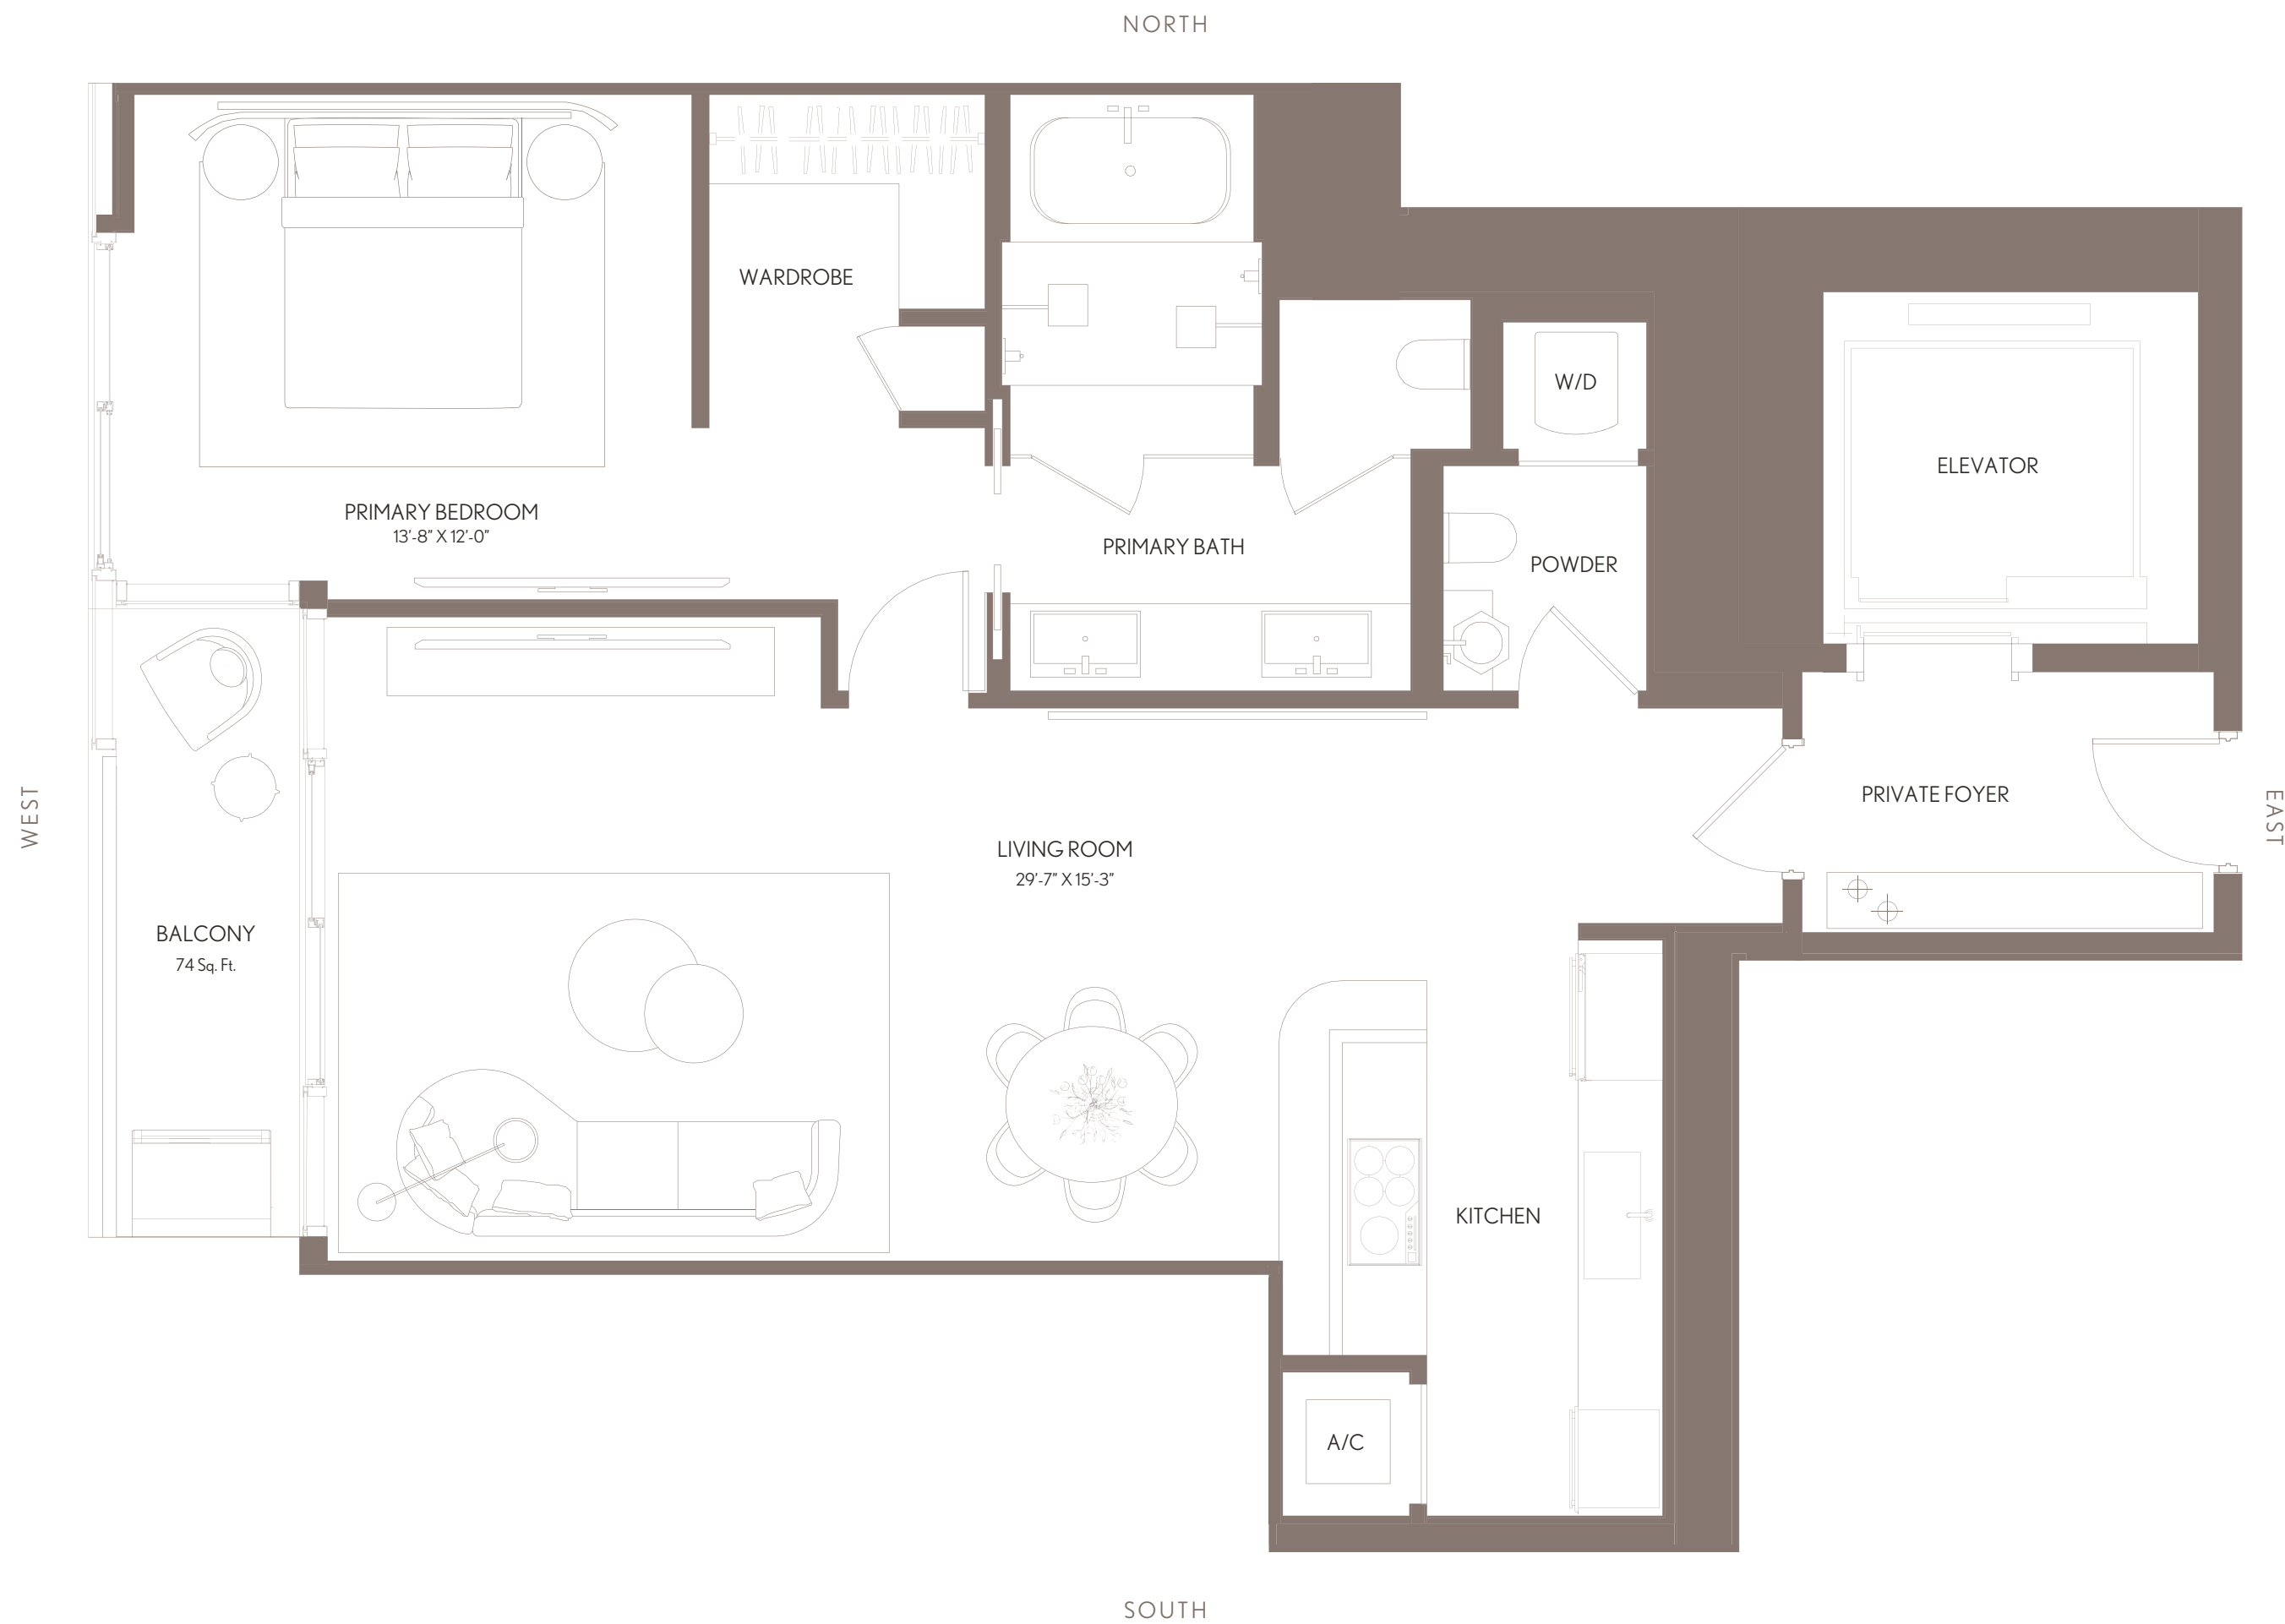 NORTH
WARDROBE
W/D
ELEVATOR
PRIMARY BEDROOM
13'-8" X 12'-0"
PRIMARY BATH
POWDER
WEST
PRIVATE FOYER
EAST
LIVING ROOM
29'-7" X 15'-3"
BALCONY
74 Sq. Ft.
KITCHEN
A/C
SOUTH